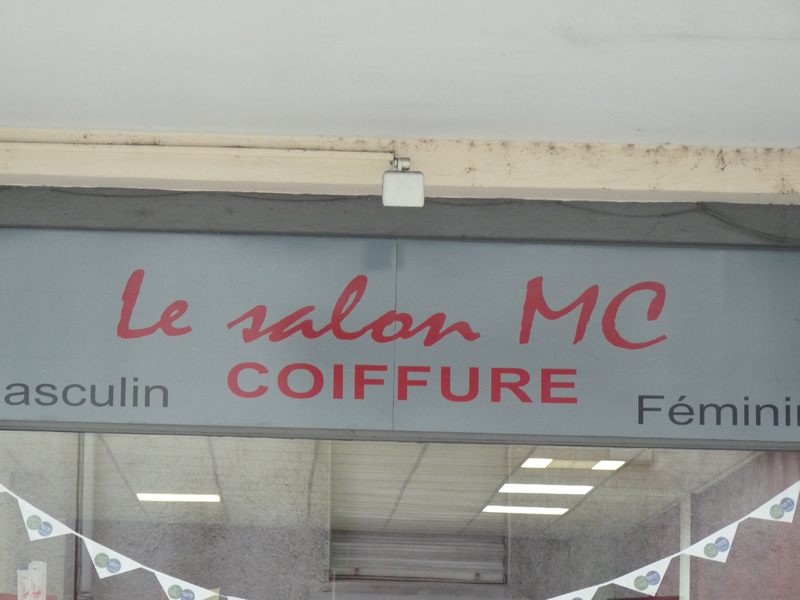 Le salon MC
COIFFURE
asculin
Fémini